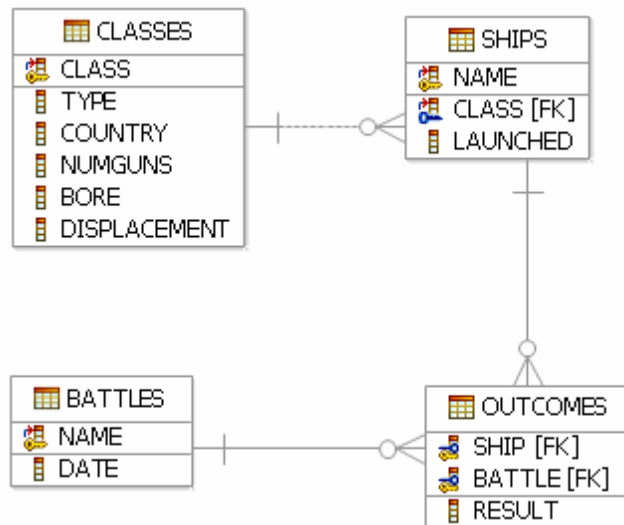 CLASSES
CLASS
TYPE
COUNTRY
NUMGUNS
BORE
DISPLACEMENT
SHIPS
NAME
CLASS [FK]
LAUNCHED
BATTLES
NAME
DATE
OUTCOMES
SHIP [FK]
BATTLE [FK]
RESULT